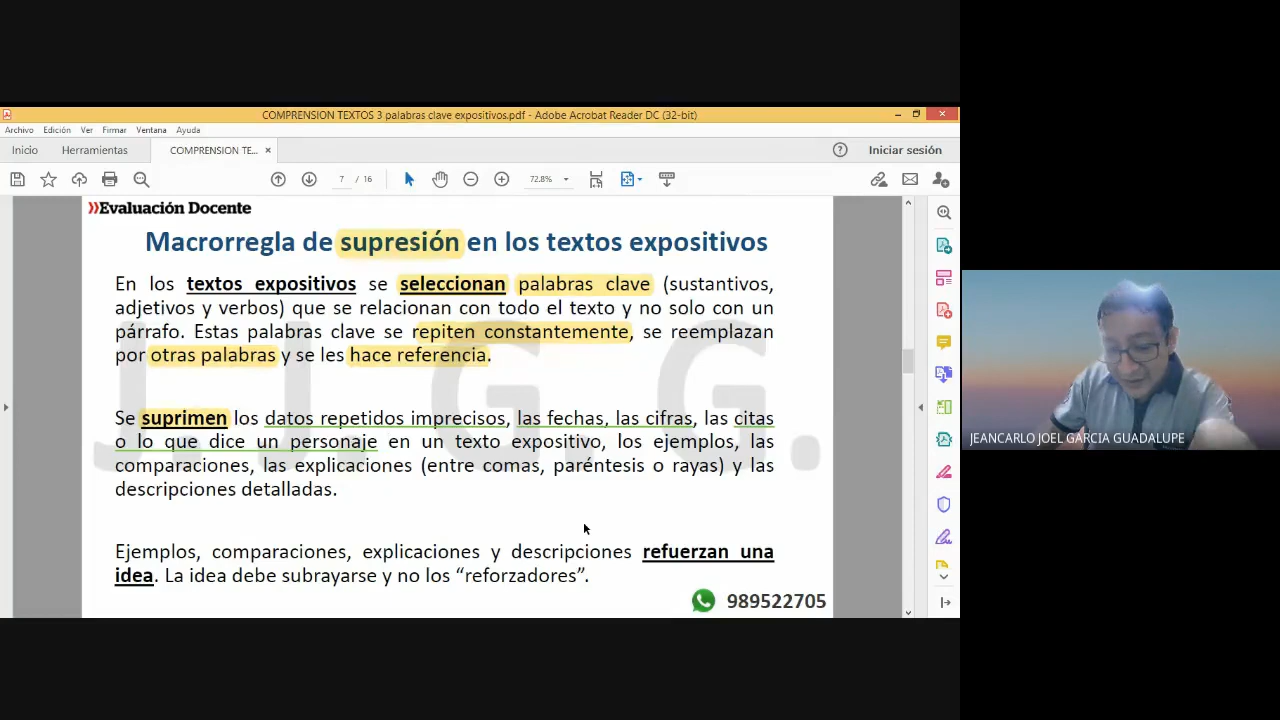 COMPRENSION TEXTOS 3 palabras clave expositivos.pdf - Adobe Acrobat Reader DC (32-bit)
Archivo Edición Ver Firmar Ventana Ayuda
Inicio Herramientas COMPRENSION TE... × Iniciar sesión
7 / 16 72.8%
»Evaluación Docente
Macrorregla de supresión en los textos expositivos
En los textos expositivos se seleccionan palabras clave (sustantivos,
adjetivos y verbos) que se relacionan con todo el texto y no solo con un
párrafo. Estas palabras clave se repiten constantemente, se reemplazan
por otras palabras y se les hace referencia.
Se suprimen los datos repetidos imprecisos, las fechas, las cifras, las citas
o lo que dice un personaje en un texto expositivo, los ejemplos, las
comparaciones, las explicaciones (entre comas, paréntesis o rayas) y las
descripciones detalladas.
Ejemplos, comparaciones, explicaciones y descripciones refuerzan una
idea. La idea debe subrayarse y no los “reforzadores”.
989522705
J. J. G. G.
JEANCARLO JOEL GARCIA GUADALUPE